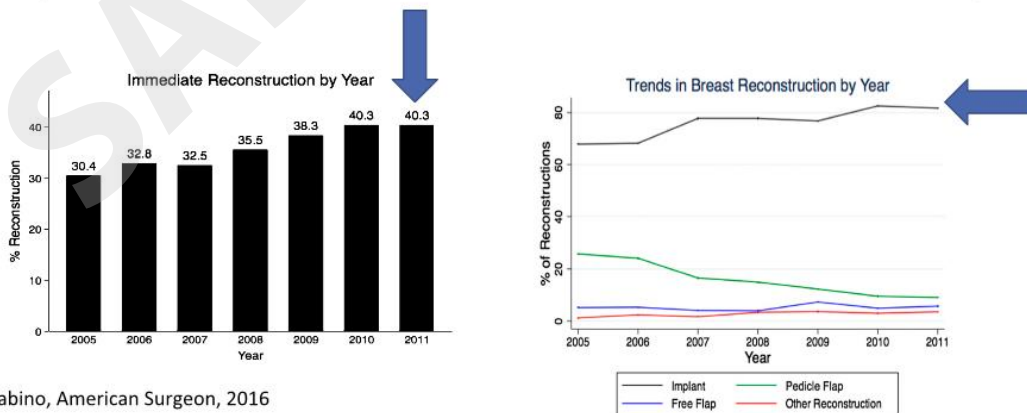 Immediate Reconstruction by Year
40.3
40.3
38.3
35.5
32.8
32.5
30.4
40
30
20
10
0
% Reconstruction
2005 2006 2007 2008 2009 2010 2011
Year
Trends in Breast Reconstruction by Year
80
60
40
20
0
% of Reconstructions
2005 2006 2007 2008 2009 2010 2011
Year
Implant Pedicle Flap
Free Flap Other Reconstruction
abino, American Surgeon, 2016